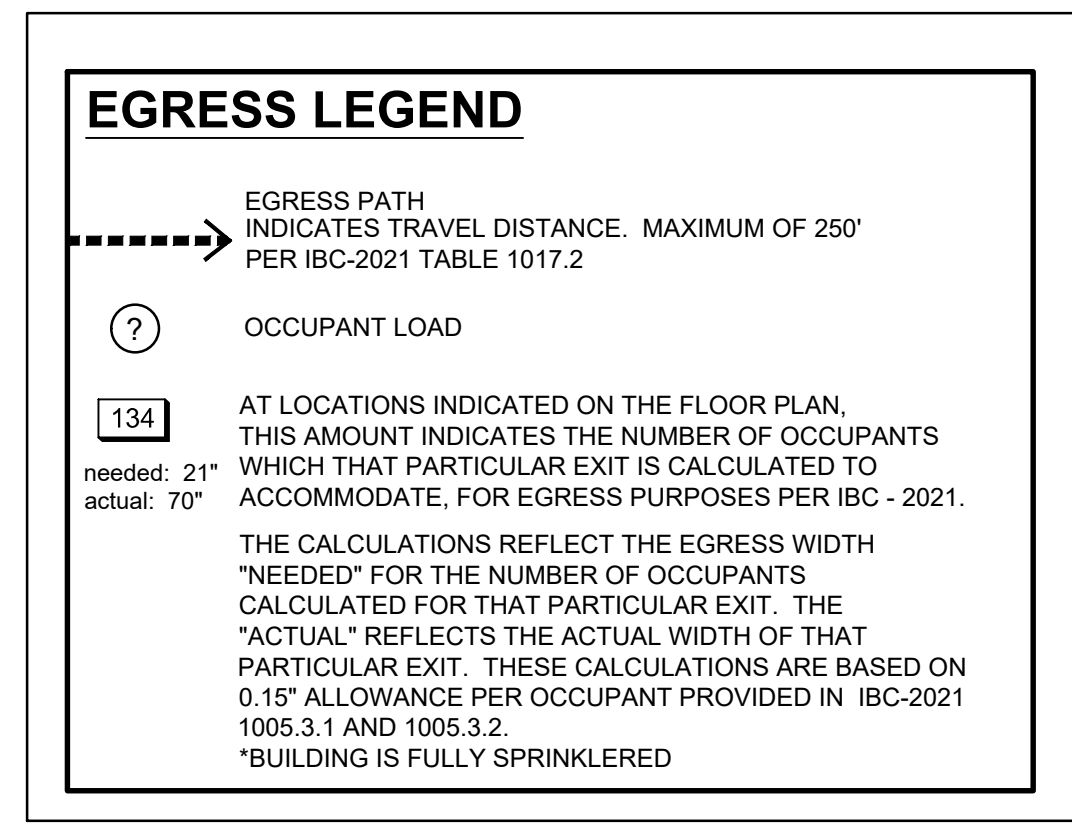 EGRESS LEGEND
EGRESS PATH
INDICATES TRAVEL DISTANCE. MAXIMUM OF 250'
PER IBC-2021 TABLE 1017.2
?
OCCUPANT LOAD
134
needed: 21"
actual: 70"
AT LOCATIONS INDICATED ON THE FLOOR PLAN,
THIS AMOUNT INDICATES THE NUMBER OF OCCUPANTS
WHICH THAT PARTICULAR EXIT IS CALCULATED TO
ACCOMMODATE, FOR EGRESS PURPOSES PER IBC - 2021.
THE CALCULATIONS REFLECT THE EGRESS WIDTH
"NEEDED" FOR THE NUMBER OF OCCUPANTS
CALCULATED FOR THAT PARTICULAR EXIT. THE
"ACTUAL" REFLECTS THE ACTUAL WIDTH OF THAT
PARTICULAR EXIT. THESE CALCULATIONS ARE BASED ON
0.15" ALLOWANCE PER OCCUPANT PROVIDED IN IBC-2021
1005.3.1 AND 1005.3.2.
*BUILDING IS FULLY SPRINKLERED